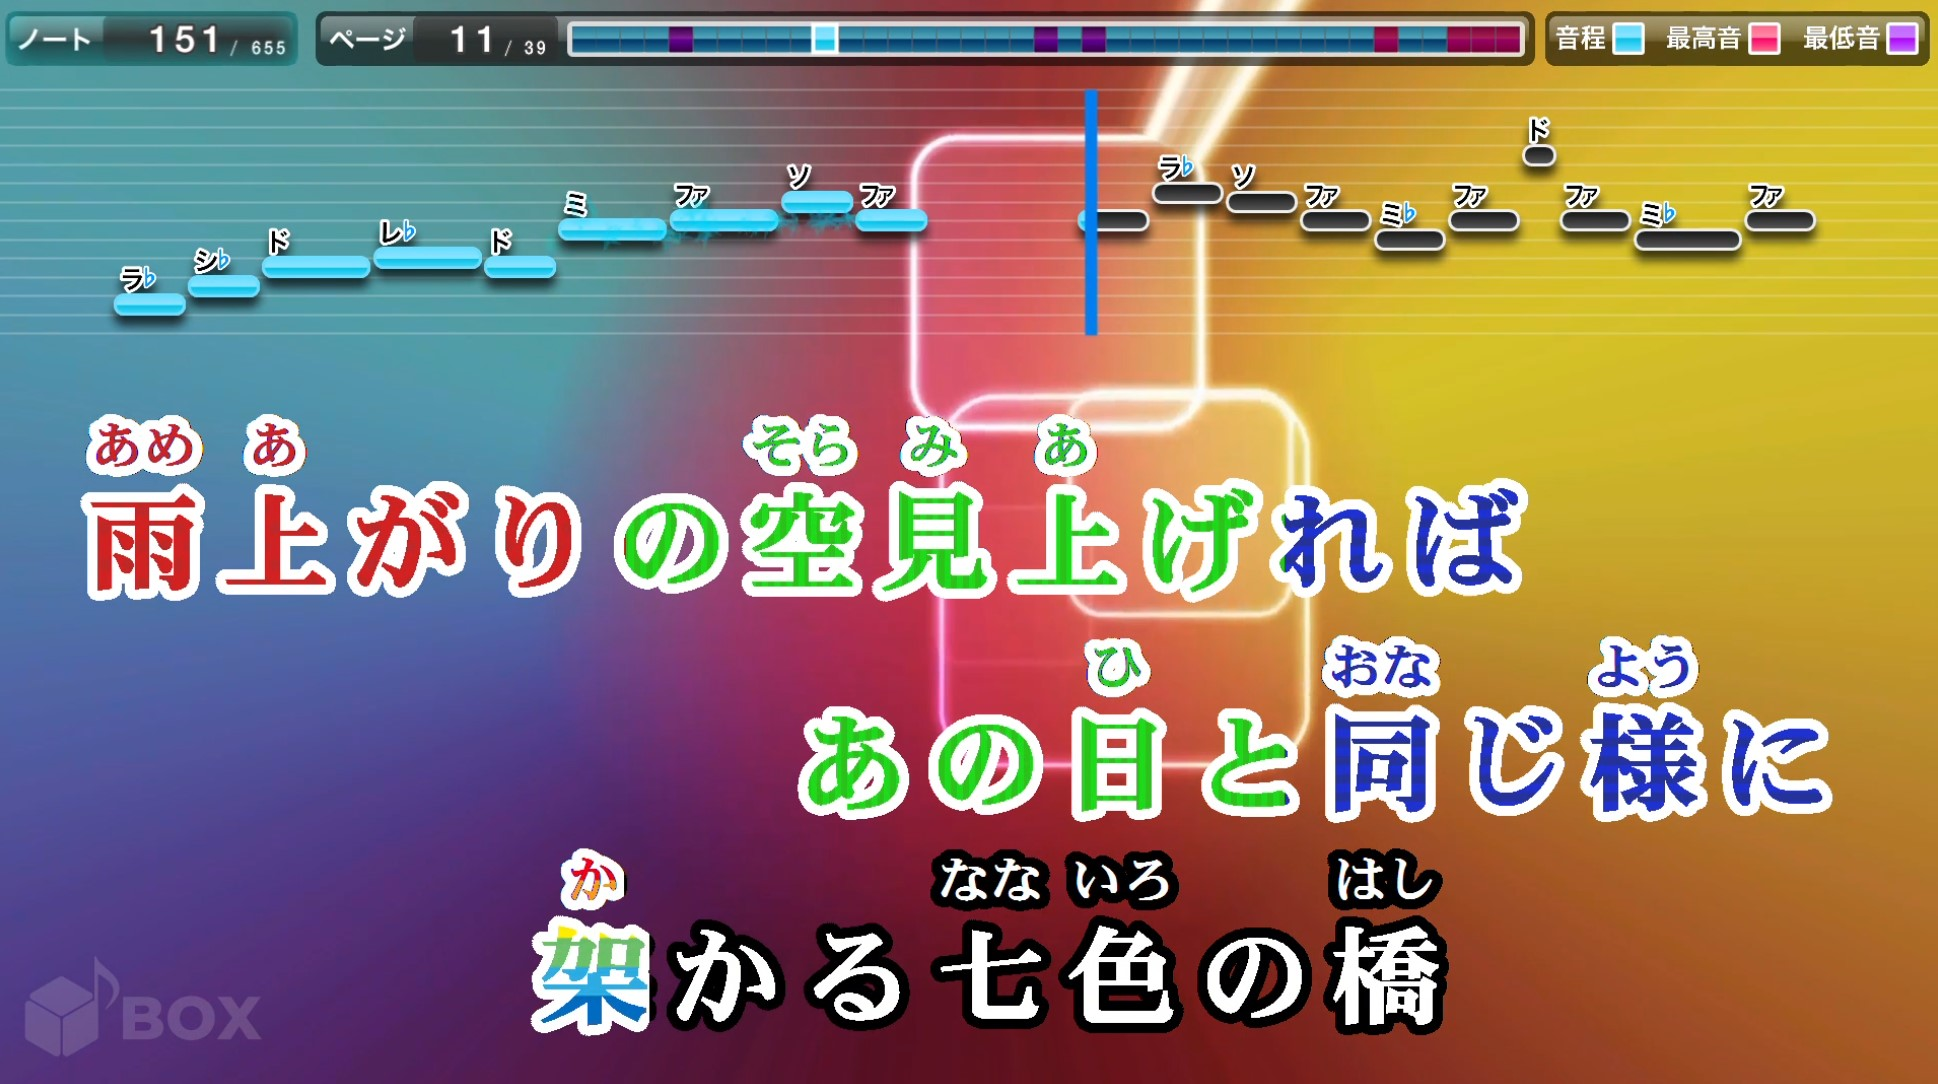 ノート 151 / 655 ページ 11 / 39 音程 最高音 最低音
ラ♭ シ♭ ド レ♭ ド ミ ファ ソ ファ ラ♭ ソ ファ ミ♭ ファ ド ファ ミ♭ ファ
あめ あ そら み あ
雨上がりの空見上げれば
ひ おな よう
あの日と同じ様に
か なな いろ はし
架かる七色の橋
BOX